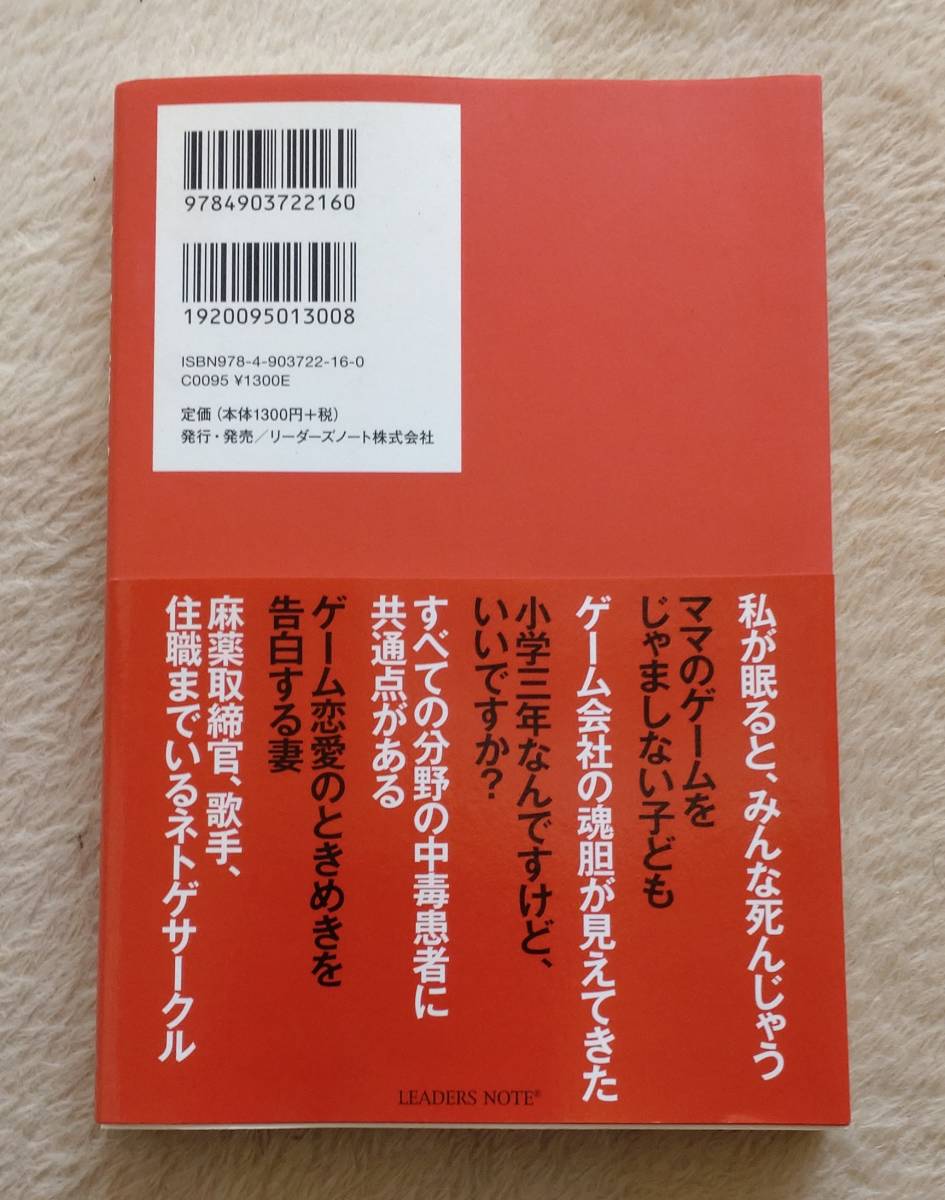 9784903722160
1920095013008
ISBN978-4-903722-16-0
C0095 ¥1300E
定価（本体1300円＋税）
発行・発売／リーダーズノート株式会社
私が眠ると、みんな死んじゃう
ママのゲームを
じゃましない子ども
ゲーム会社の魂胆が見えてきた
小学三年なんですけど、
いいですか？
すべての分野の中毒患者に
共通点がある
ゲーム恋愛のときめきを
告白する妻
麻薬取締官、歌手、
住職までいるネトゲサークル
LEADERS NOTE®